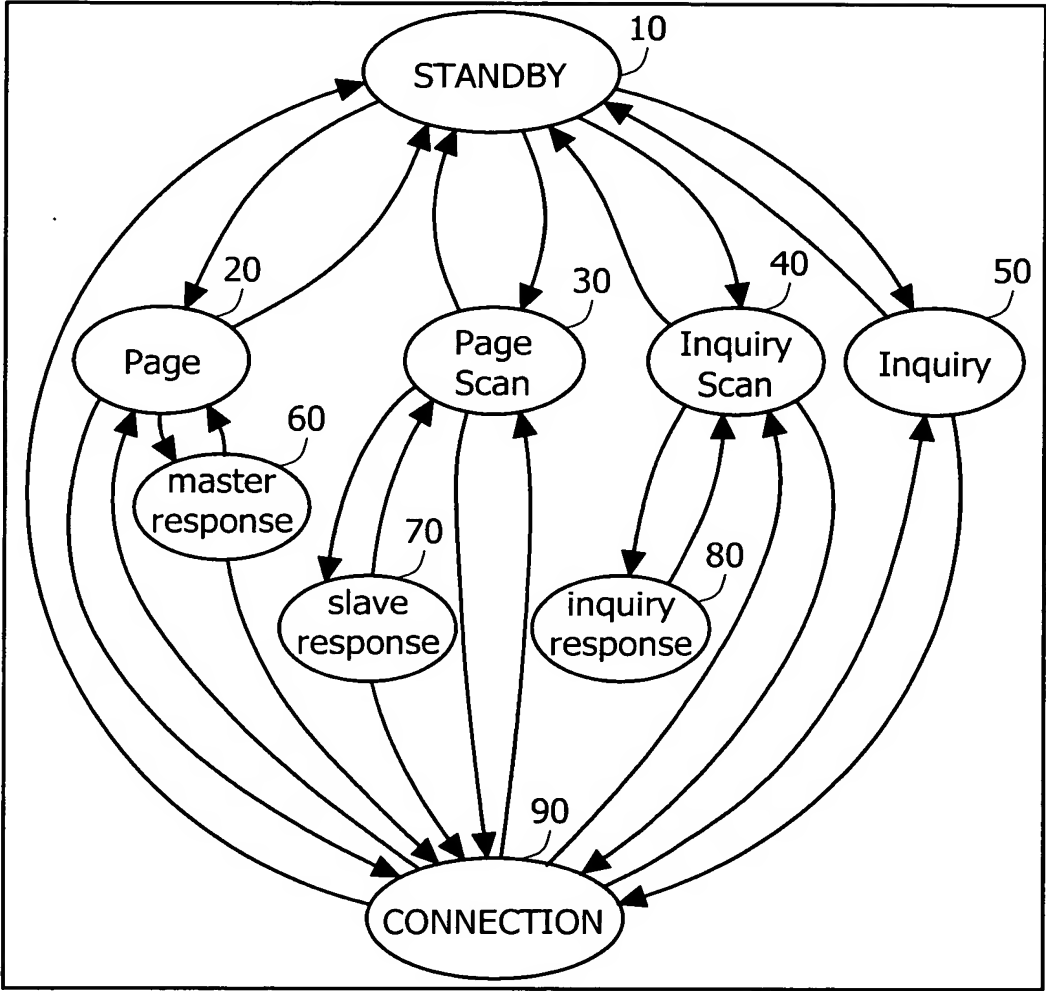 10
STANDBY
20
30
40
50
Page
Page
Scan
Inquiry
Scan
Inquiry
60
master
response
70
slave
response
80
inquiry
response
90
CONNECTION